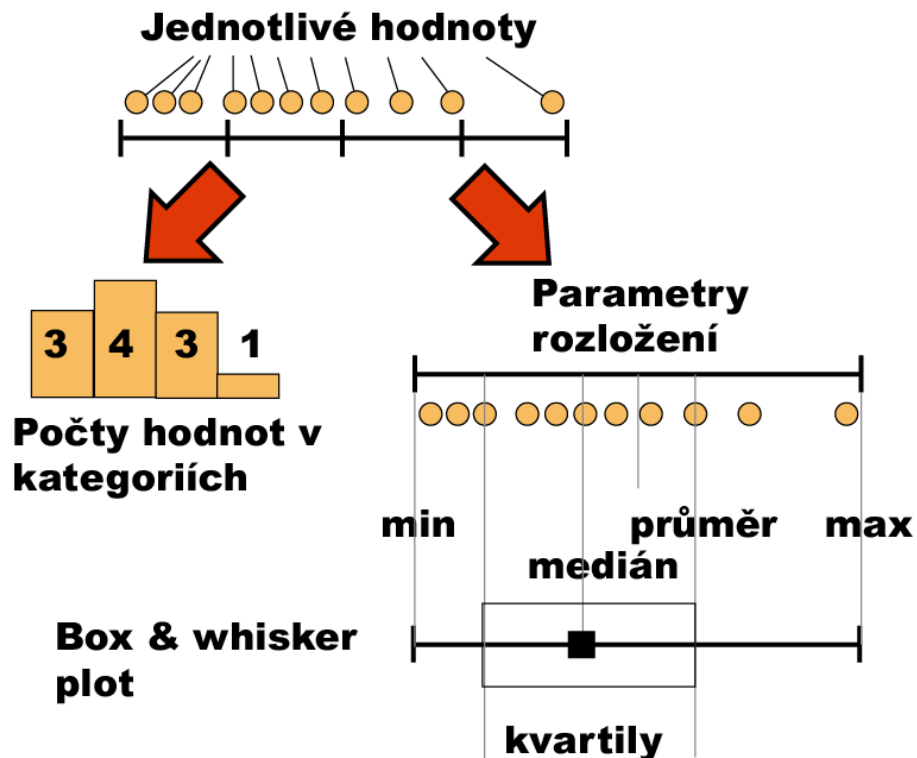 Jednotlivé hodnoty
3 4 3 1
Počty hodnot v
kategoriích
Parametry
rozložení
min průměr max
medián
Box & whisker
plot
kvartily